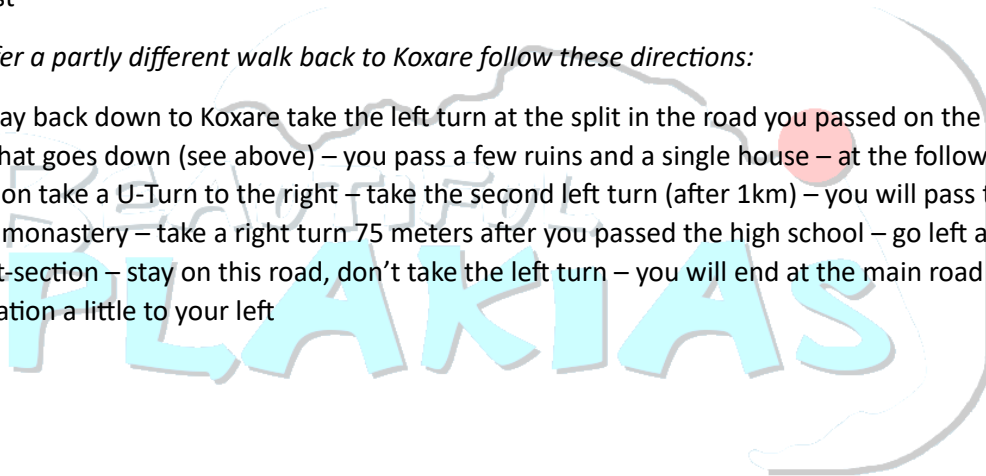 fer a partly different walk back to Koxare follow these directions:
ay back down to Koxare take the left turn at the split in the road you passed on the
hat goes down (see above) – you pass a few ruins and a single house – at the follow
on take a U-Turn to the right – take the second left turn (after 1km) – you will pass t
monastery – take a right turn 75 meters after you passed the high school – go left a
t-section – stay on this road, don't take the left turn – you will end at the main road
ation a little to your left
BEAUTIFUL
PLAKIAS